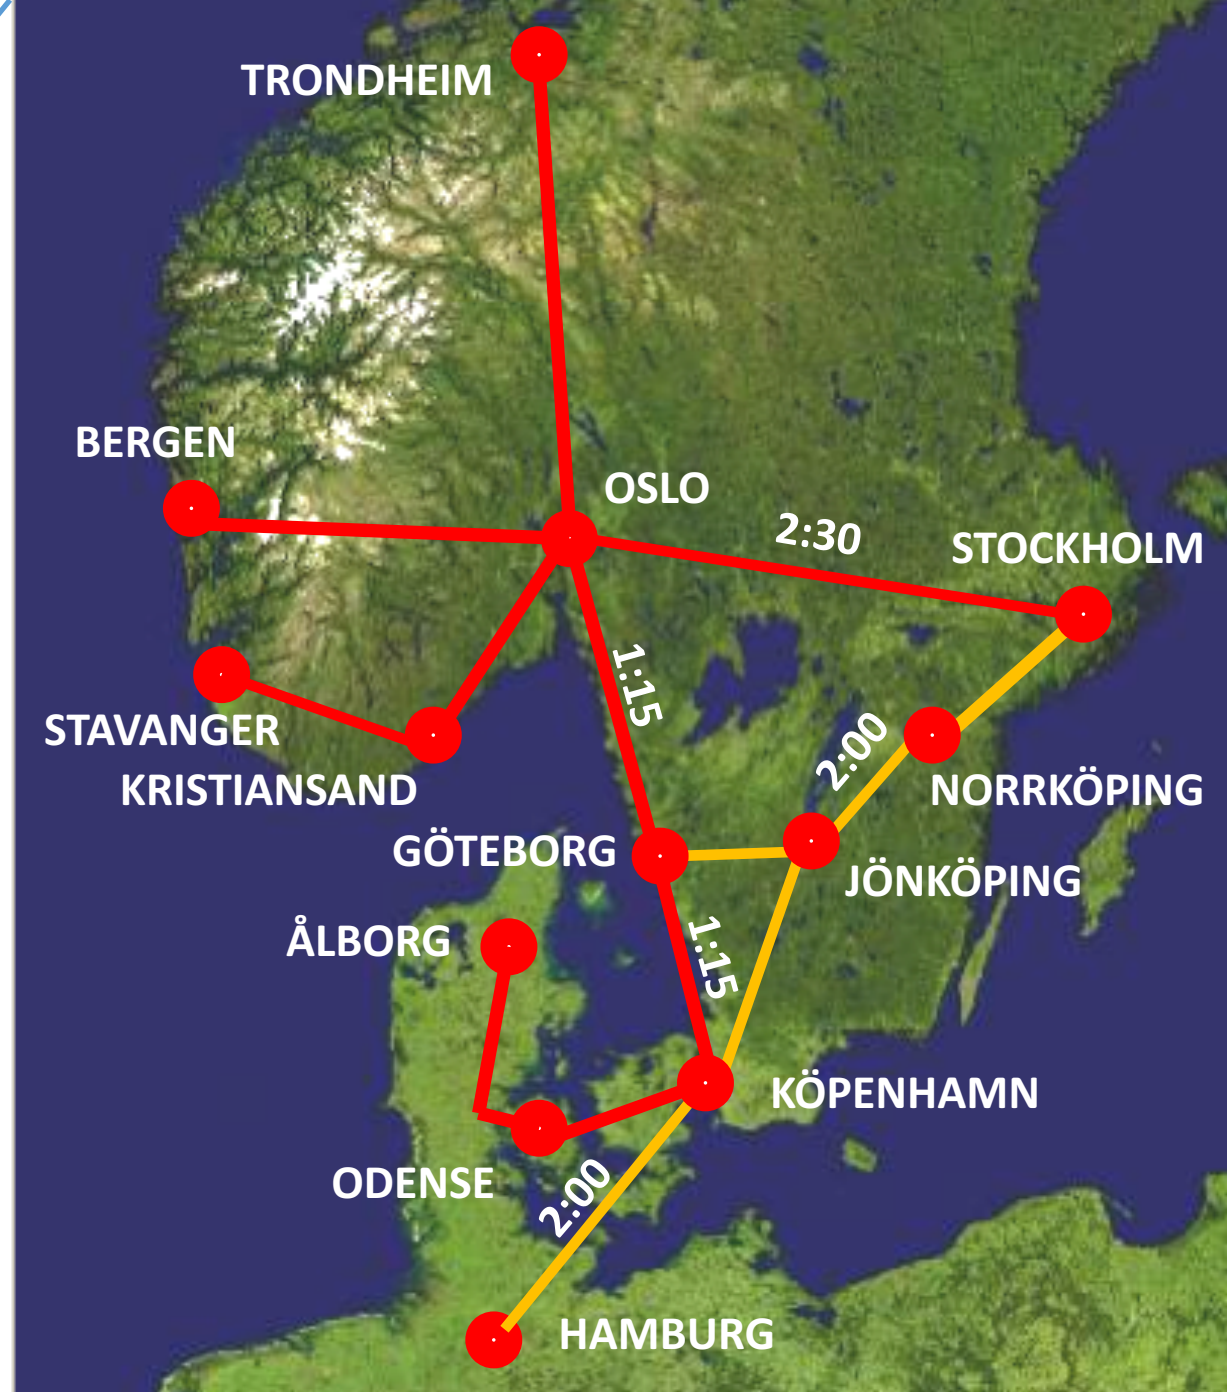 TRONDHEIM
BERGEN
OSLO
2:30
STOCKHOLM
1:15
STAVANGER
2:00
KRISTIANSAND
NORRKÖPING
GÖTEBORG
JÖNKÖPING
ÅLBORG
1:15
KÖPENHAMN
ODENSE
2:00
HAMBURG